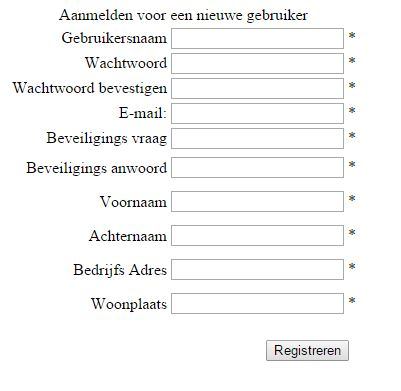 Aanmelden voor een nieuwe gebruiker
Gebruikersnaam *
Wachtwoord *
Wachtwoord bevestigen *
E-mail: *
Beveiligings vraag *
Beveiligings anwoord *
Voornaam *
Achternaam *
Bedrijfs Adres *
Woonplaats *
Registreren